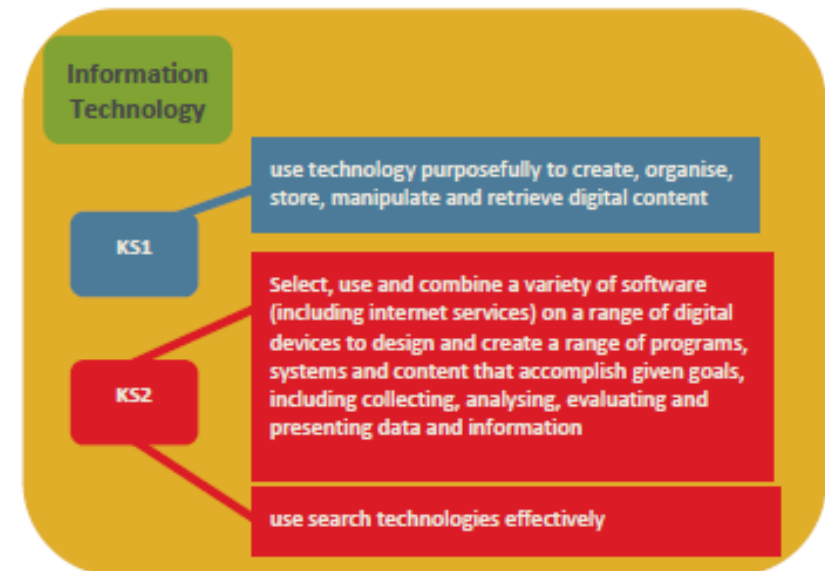 Information
Technology
use technology purposefully to create, organise,
store, manipulate and retrieve digital content
KS1
Select, use and combine a variety of software
(including internet services) on a range of digital
devices to design and create a range of programs,
systems and content that accomplish given goals,
including collecting, analysing, evaluating and
presenting data and information
KS2
use search technologies effectively